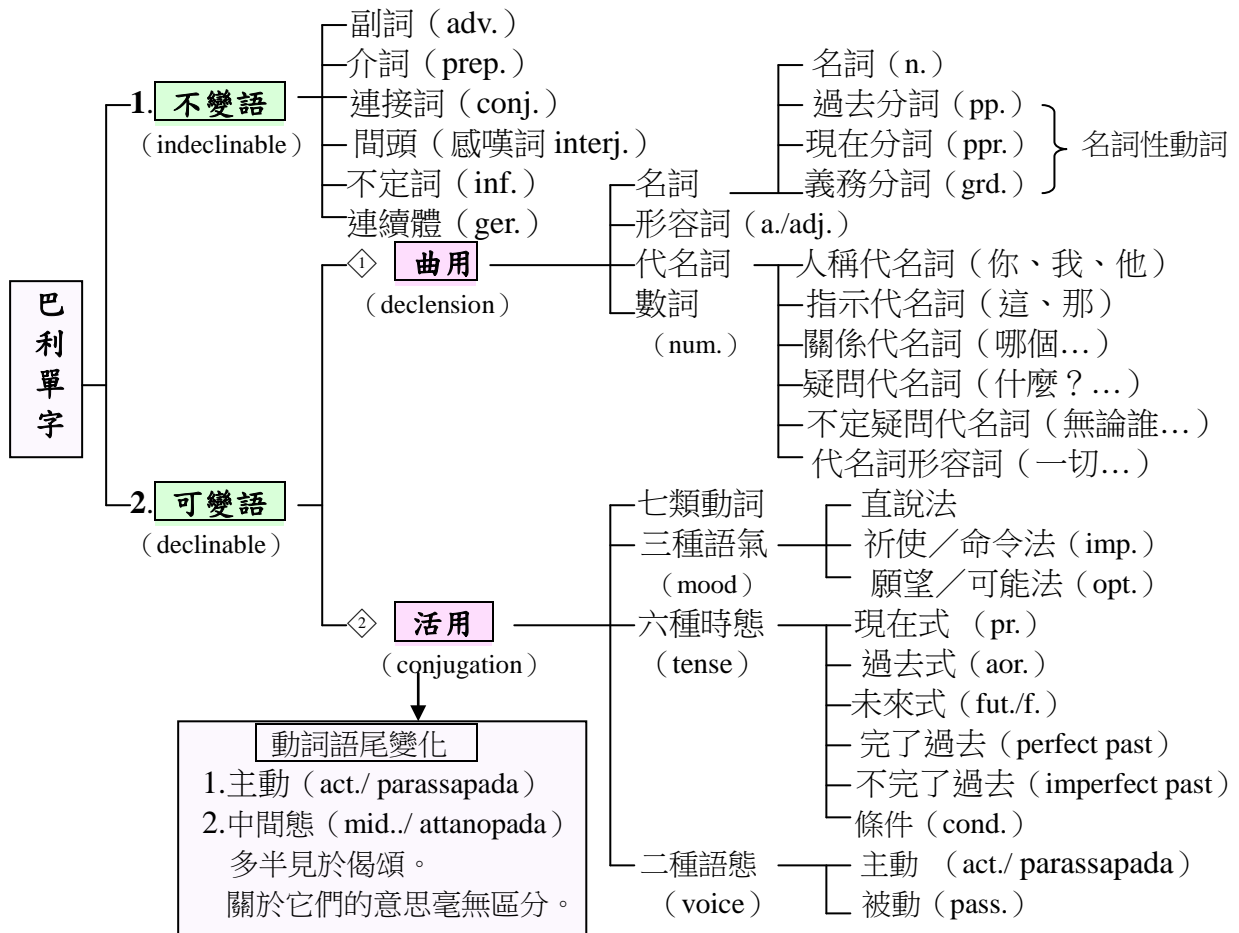 巴利單字
1. 不變語
（indeclinable）
副詞（adv.）
介詞（prep.）
連接詞（conj.）
間頭（感嘆詞 interj.）
不定詞（inf.）
連續體（ger.）
2. 可變語
（declinable）
1 曲用
（declension）
名詞
名詞（n.）
過去分詞（pp.）
現在分詞（ppr.）
義務分詞（grd.）
名詞性動詞
形容詞（a./adj.）
代名詞
人稱代名詞（你、我、他）
指示代名詞（這、那）
關係代名詞（哪個…）
疑問代名詞（什麼？…）
不定疑問代名詞（無論誰…）
代名詞形容詞（一切…）
數詞
（num.）
2 活用
（conjugation）
七類動詞
三種語氣
（mood）
直說法
祈使／命令法（imp.）
願望／可能法（opt.）
六種時態
（tense）
現在式 （pr.）
過去式（aor.）
未來式（fut./f.）
完了過去（perfect past）
不完了過去（imperfect past）
條件（cond.）
二種語態
（voice）
主動 （act./ parassapada）
被動（pass.）
動詞語尾變化
1.主動（act./ parassapada）
2.中間態（mid../ attanopada）
多半見於偈頌。
關於它們的意思毫無區分。